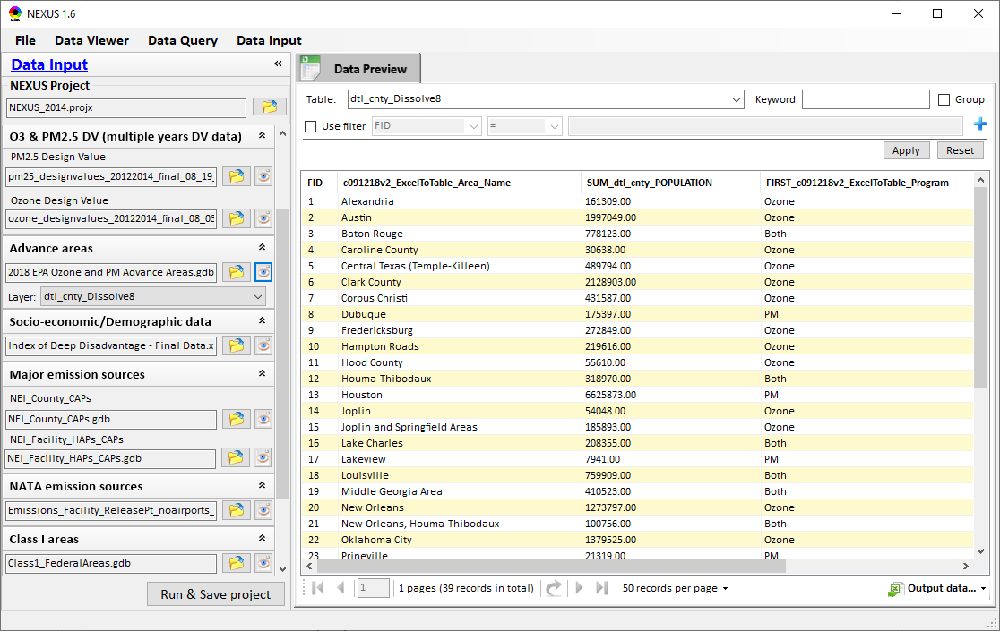 NEXUS 1.6
File Data Viewer Data Query Data Input
Data Input «
NEXUS Project
NEXUS_2014.projx
O3 & PM2.5 DV (multiple years DV data)
PM2.5 Design Value
pm25_designvalues_20122014_final_08_19_
Ozone Design Value
ozone_designvalues_20122014_final_08_03
Advance areas
2018 EPA Ozone and PM Advance Areas.gdb
Layer: dtl_cnty_Dissolve8
Socio-economic/Demographic data
Index of Deep Disadvantage - Final Data.x
Major emission sources
NEI_County_CAPs
NEI_County_CAPs.gdb
NEI_Facility_HAPs_CAPs
NEI_Facility_HAPs_CAPs.gdb
NATA emission sources
Emissions_Facility_ReleasePt_noairports_
Class I areas
Class1_FederalAreas.gdb
Run & Save project
Data Preview
Table: dtl_cnty_Dissolve8 Keyword Group
Use filter FID =
Apply Reset
FID c091218v2_ExcelToTable_Area_Name SUM_dtl_cnty_POPULATION FIRST_c091218v2_ExcelToTable_Program
1 Alexandria 161309.00 Ozone
2 Austin 1997049.00 Ozone
3 Baton Rouge 778123.00 Both
4 Caroline County 30638.00 Ozone
5 Central Texas (Temple-Killeen) 489794.00 Ozone
6 Clark County 2128903.00 Ozone
7 Corpus Christi 431587.00 Ozone
8 Dubuque 175397.00 PM
9 Fredericksburg 272849.00 Ozone
10 Hampton Roads 219616.00 Ozone
11 Hood County 55610.00 Ozone
12 Houma-Thibodaux 318970.00 Both
13 Houston 6625873.00 PM
14 Joplin 54048.00 Ozone
15 Joplin and Springfield Areas 185893.00 Ozone
16 Lake Charles 208355.00 Both
17 Lakeview 7941.00 PM
18 Louisville 759909.00 Both
19 Middle Georgia Area 410523.00 Both
20 New Orleans 1273797.00 Ozone
21 New Orleans, Houma-Thibodaux 100756.00 Both
22 Oklahoma City 1379525.00 Ozone
23 Prineville 21319.00 PM
1 1 pages (39 records in total) 50 records per page Output data...